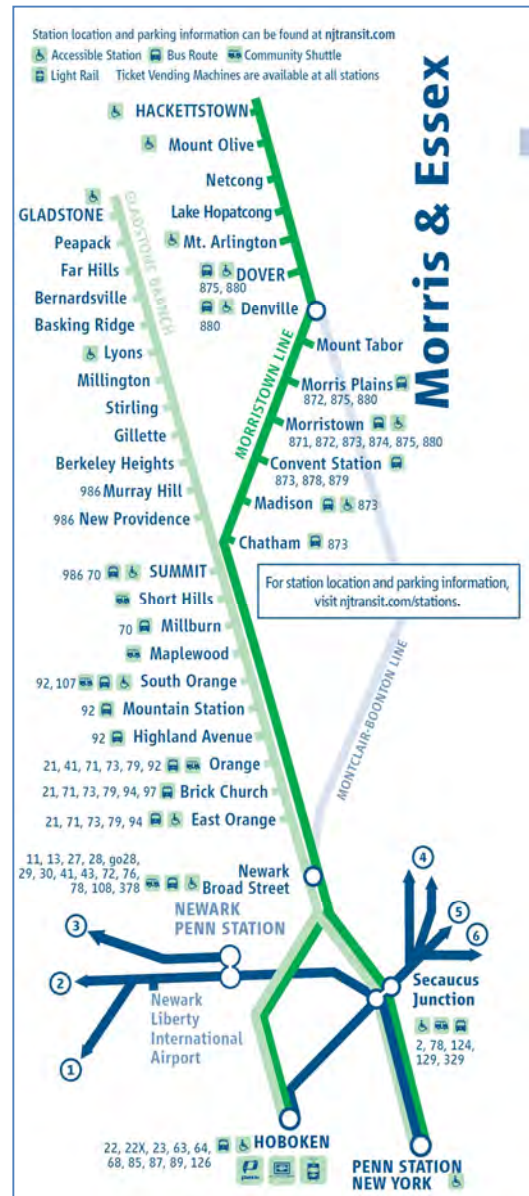 Station location and parking information can be found at njtransit.com
Accessible Station Bus Route Community Shuttle
Light Rail Ticket Vending Machines are available at all stations
Morris & Essex
HACKETTSTOWN
Mount Olive
Netcong
Lake Hopatcong
Mt. Arlington
DOVER
875, 880
Denville
880
GLADSTONE
GLADSTONE BRANCH
Peapack
Far Hills
Bernardsville
Basking Ridge
Lyons
Millington
Stirling
Gillette
Berkeley Heights
986 Murray Hill
986 New Providence
MORRISTOWN LINE
Mount Tabor
Morris Plains
872, 875, 880
Morristown
871, 872, 873, 874, 875, 880
Convent Station
873, 878, 879
Madison 873
Chatham 873
For station location and parking information,
visit njtransit.com/stations.
MONTCLAIR-BOONTON LINE
986 70 SUMMIT
Short Hills
70 Millburn
Maplewood
92, 107 South Orange
92 Mountain Station
92 Highland Avenue
21, 41, 71, 73, 79, 92 Orange
21, 71, 73, 79, 94, 97 Brick Church
21, 71, 73, 79, 94 East Orange
11, 13, 27, 28, go28,
29, 30, 41, 43, 72, 76,
78, 108, 378
Newark
Broad Street
NEWARK
PENN STATION
3
2
1
4
5
6
Newark
Liberty
International
Airport
Secaucus
Junction
2, 78, 124,
129, 329
22, 22X, 23, 63, 64,
68, 85, 87, 89, 126
HOBOKEN
PENN STATION
NEW YORK